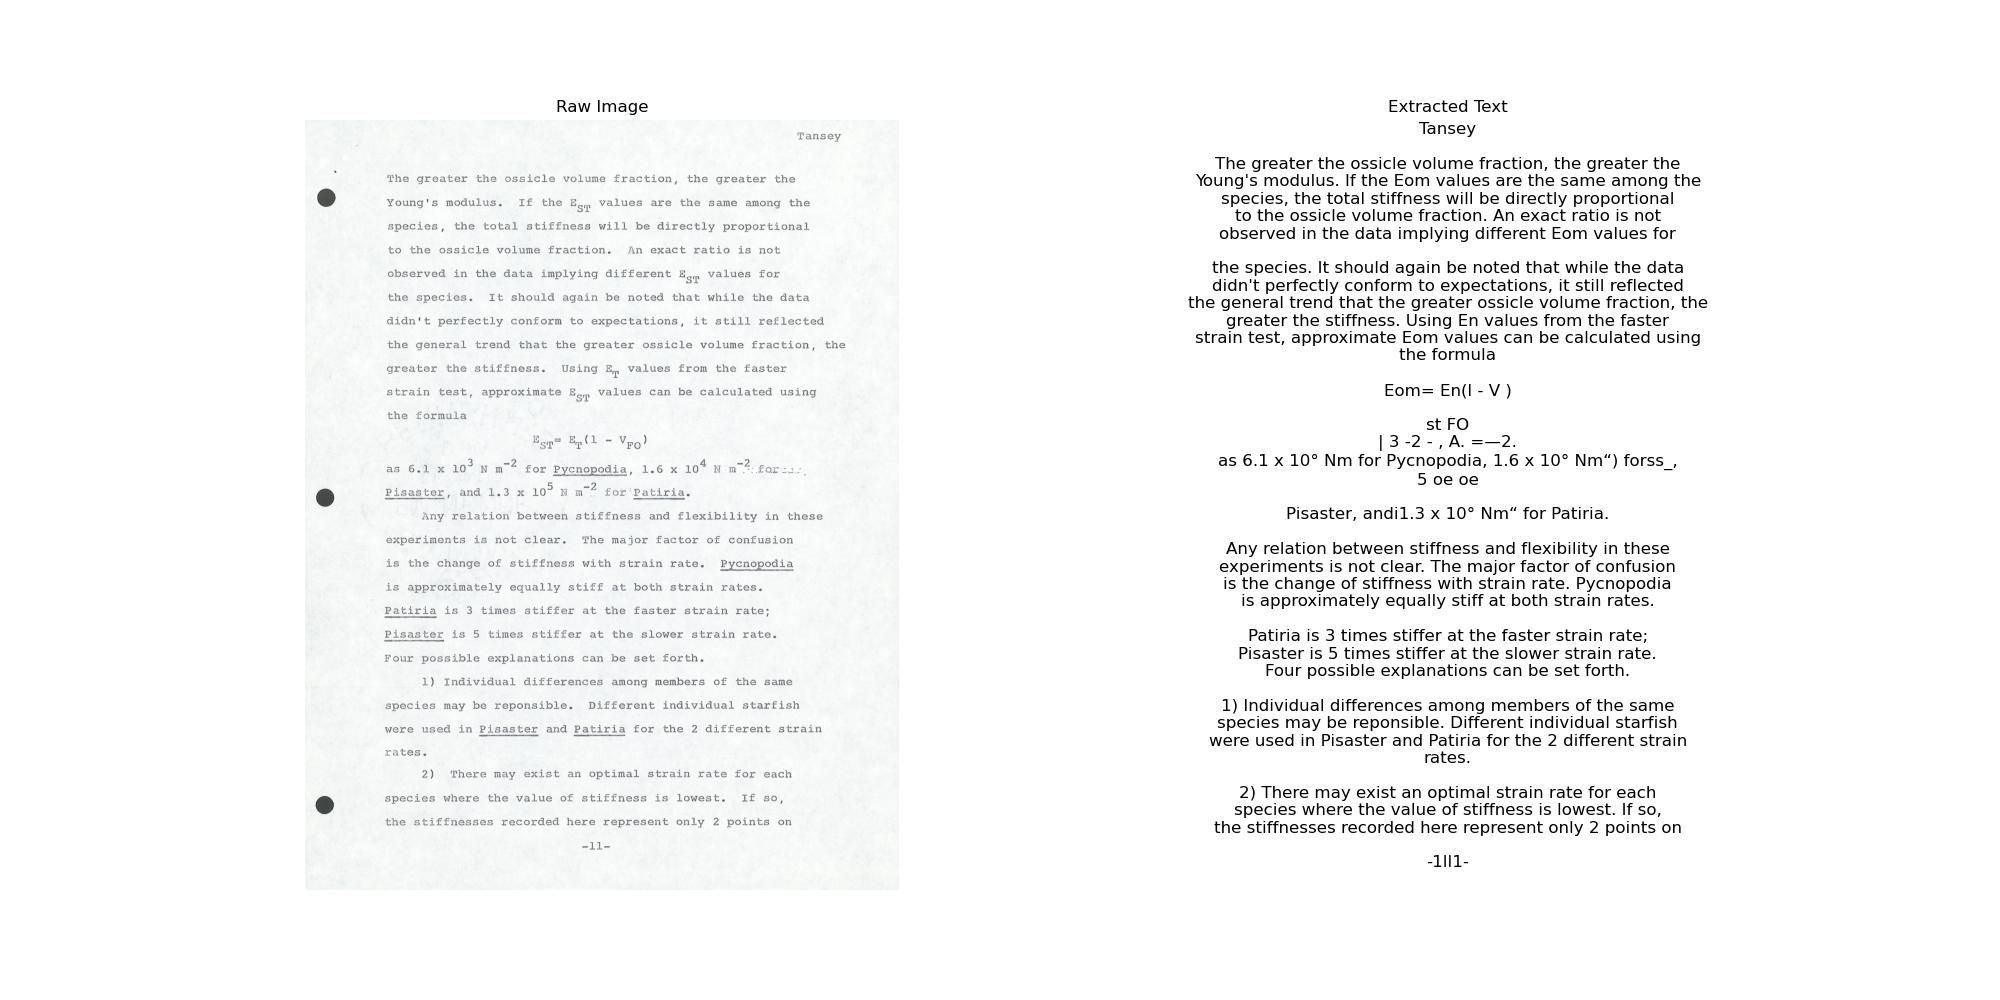 Raw Image
Tansey
The greater the ossicle volume fraction, the greater the
Young's modulus. If the EST values are the same among the
species, the total stiffness will be directly proportional
to the ossicle volume fraction. An exact ratio is not
observed in the data implying different EST values for
the species. It should again be noted that while the data
didn't perfectly conform to expectations, it still reflected
the general trend that the greater ossicle volume fraction, the
greater the stiffness. Using ET values from the faster
strain test, approximate EST values can be calculated using
the formula
EST= ET(1 - VFO)
as 6.1 x 10^3 N m^-2 for Pycnopodia, 1.6 x 10^4 N m^-2 for
Pisaster, and 1.3 x 10^5 N m^-2 for Patiria.
Any relation between stiffness and flexibility in these
experiments is not clear. The major factor of confusion
is the change of stiffness with strain rate. Pycnopodia
is approximately equally stiff at both strain rates.
Patiria is 3 times stiffer at the faster strain rate;
Pisaster is 5 times stiffer at the slower strain rate.
Four possible explanations can be set forth.
1) Individual differences among members of the same
species may be reponsible. Different individual starfish
were used in Pisaster and Patiria for the 2 different strain
rates.
2) There may exist an optimal strain rate for each
species where the value of stiffness is lowest. If so,
the stiffnesses recorded here represent only 2 points on
-11-
Extracted Text
Tansey
The greater the ossicle volume fraction, the greater the
Young's modulus. If the Eom values are the same among the
species, the total stiffness will be directly proportional
to the ossicle volume fraction. An exact ratio is not
observed in the data implying different Eom values for
the species. It should again be noted that while the data
didn't perfectly conform to expectations, it still reflected
the general trend that the greater ossicle volume fraction, the
greater the stiffness. Using En values from the faster
strain test, approximate Eom values can be calculated using
the formula
Eom= En(l - V )
st FO
| 3 -2 - , A. =—2.
as 6.1 x 10° Nm for Pycnopodia, 1.6 x 10° Nm“) forss_,
5 oe oe
Pisaster, andi1.3 x 10° Nm“ for Patiria.
Any relation between stiffness and flexibility in these
experiments is not clear. The major factor of confusion
is the change of stiffness with strain rate. Pycnopodia
is approximately equally stiff at both strain rates.
Patiria is 3 times stiffer at the faster strain rate;
Pisaster is 5 times stiffer at the slower strain rate.
Four possible explanations can be set forth.
1) Individual differences among members of the same
species may be reponsible. Different individual starfish
were used in Pisaster and Patiria for the 2 different strain
rates.
2) There may exist an optimal strain rate for each
species where the value of stiffness is lowest. If so,
the stiffnesses recorded here represent only 2 points on
-1ll1-